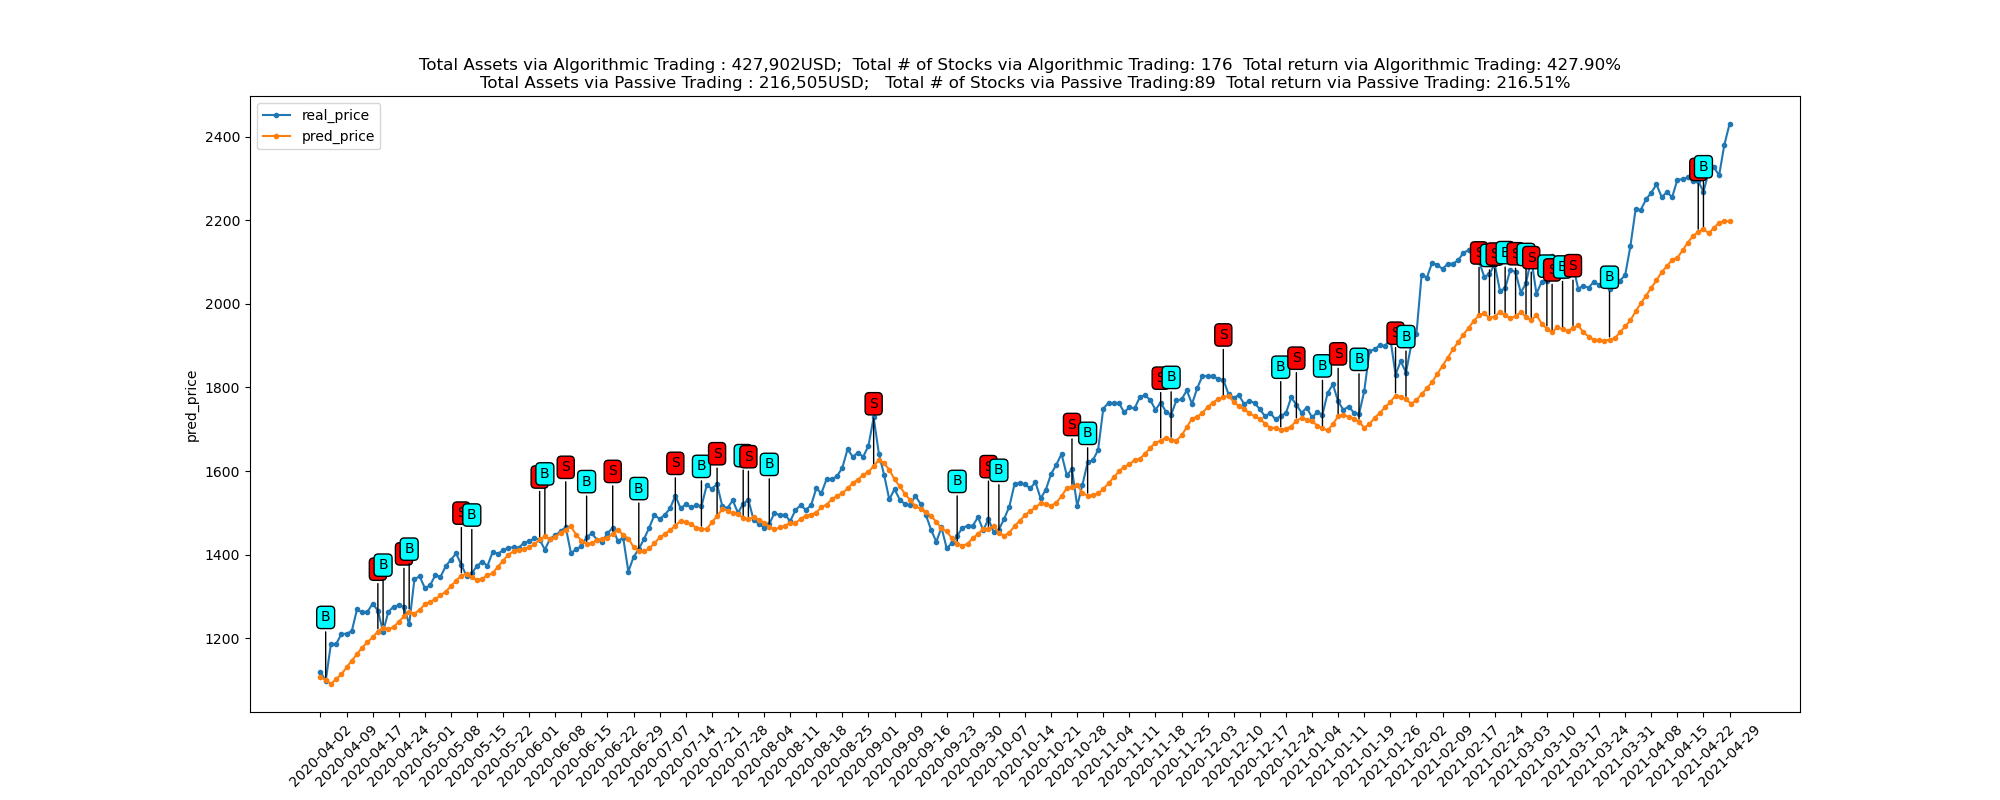 Total Assets via Algorithmic Trading : 427,902USD;  Total # of Stocks via Algorithmic Trading: 176  Total return via Algorithmic Trading: 427.90%
Total Assets via Passive Trading : 216,505USD;   Total # of Stocks via Passive Trading:89  Total return via Passive Trading: 216.51%
real_price
pred_price
2400
2200
2000
1800
1600
1400
1200
pred_price
B
B
B
B
B
S
B
S
B
S
B
S
B
S
B
S
B
B
S
B
S
B
S
B
B
S
B
S
B
B
S
B
B
2020-04-02
2020-04-09
2020-04-17
2020-04-24
2020-05-01
2020-05-08
2020-05-15
2020-05-22
2020-06-01
2020-06-08
2020-06-15
2020-06-22
2020-06-29
2020-07-07
2020-07-14
2020-07-21
2020-07-28
2020-08-04
2020-08-11
2020-08-18
2020-08-25
2020-09-01
2020-09-09
2020-09-16
2020-09-23
2020-09-30
2020-10-07
2020-10-14
2020-10-21
2020-10-28
2020-11-04
2020-11-11
2020-11-18
2020-11-25
2020-12-03
2020-12-10
2020-12-17
2020-12-24
2021-01-04
2021-01-11
2021-01-19
2021-01-26
2021-02-02
2021-02-09
2021-02-17
2021-02-24
2021-03-03
2021-03-10
2021-03-17
2021-03-24
2021-03-31
2021-04-08
2021-04-15
2021-04-22
2021-04-29